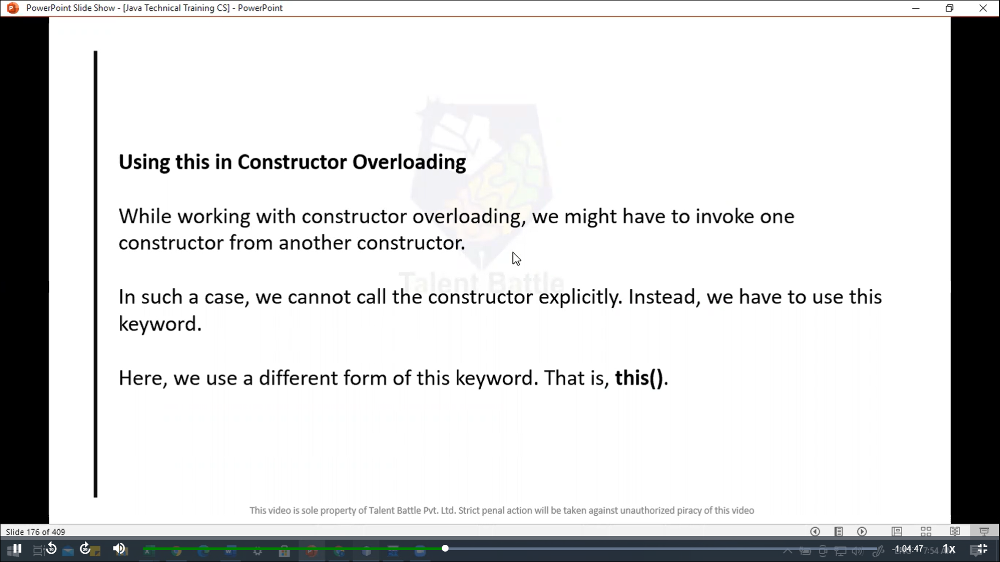 PowerPoint Slide Show - [Java Technical Training CS] - PowerPoint
Using this in Constructor Overloading
While working with constructor overloading, we might have to invoke one
constructor from another constructor.
Talent Battle
In such a case, we cannot call the constructor explicitly. Instead, we have to use this
keyword.
Here, we use a different form of this keyword. That is, this().
This video is sole property of Talent Battle Pvt. Ltd. Strict penal action will be taken against unauthorized piracy of this video
Slide 176 of 409
10
30
-1:04:47
7:54 AM
1x